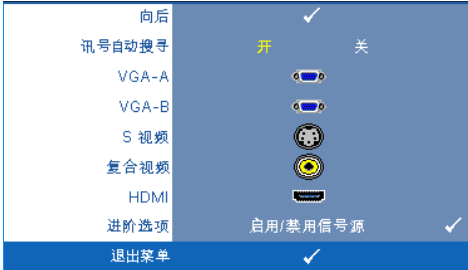 向后
讯号自动搜寻 开 关
VGA-A
VGA-B
S 视频
复合视频
HDMI
进阶选项 启用/禁用信号源
退出菜单